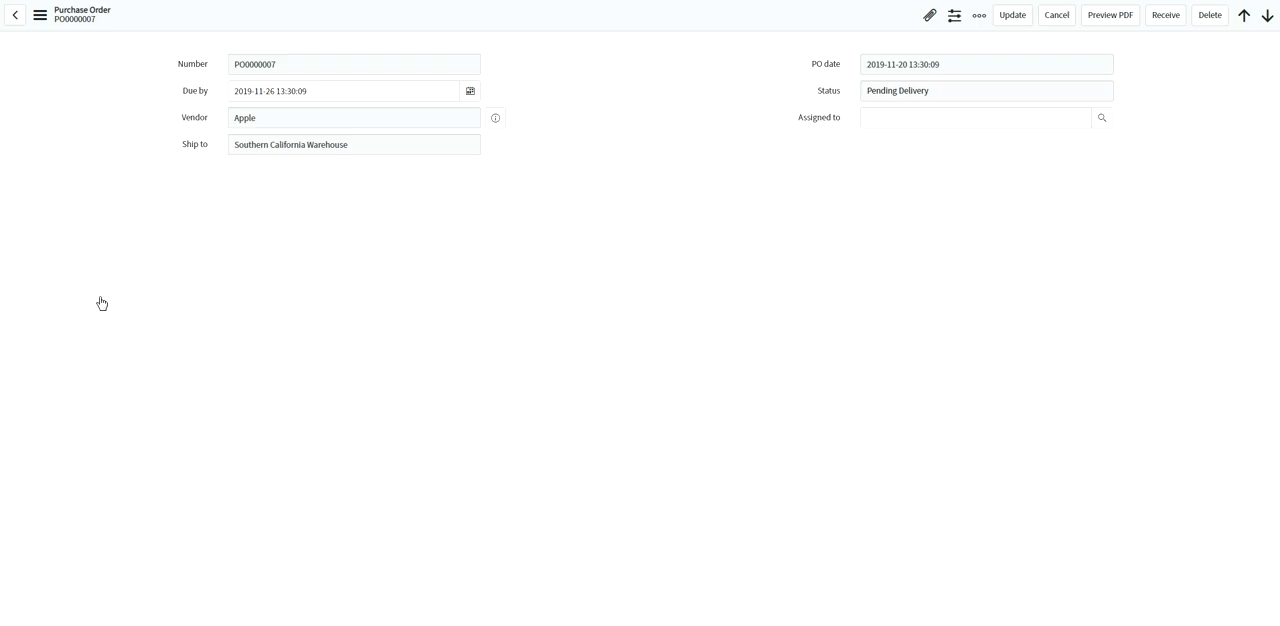 Purchase Order
PO0000007
Update
Cancel
Preview PDF
Receive
Delete
Number
PO0000007
PO date
2019-11-20 13:30:09
Due by
2019-11-26 13:30:09
Status
Pending Delivery
Vendor
Apple
Assigned to
Ship to
Southern California Warehouse